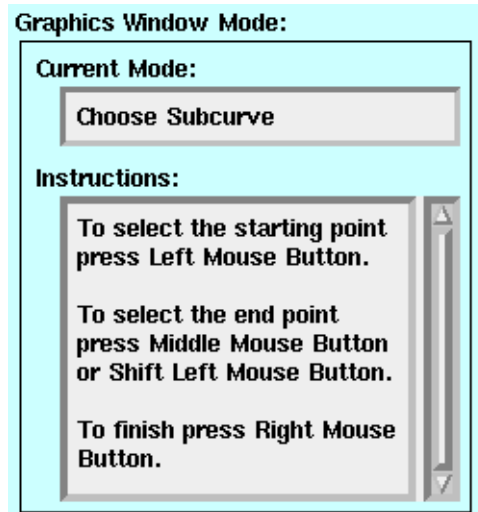 Graphics Window Mode:
Current Mode:
Choose Subcurve
Instructions:
To select the starting point
press Left Mouse Button.
To select the end point
press Middle Mouse Button
or Shift Left Mouse Button.
To finish press Right Mouse
Button.